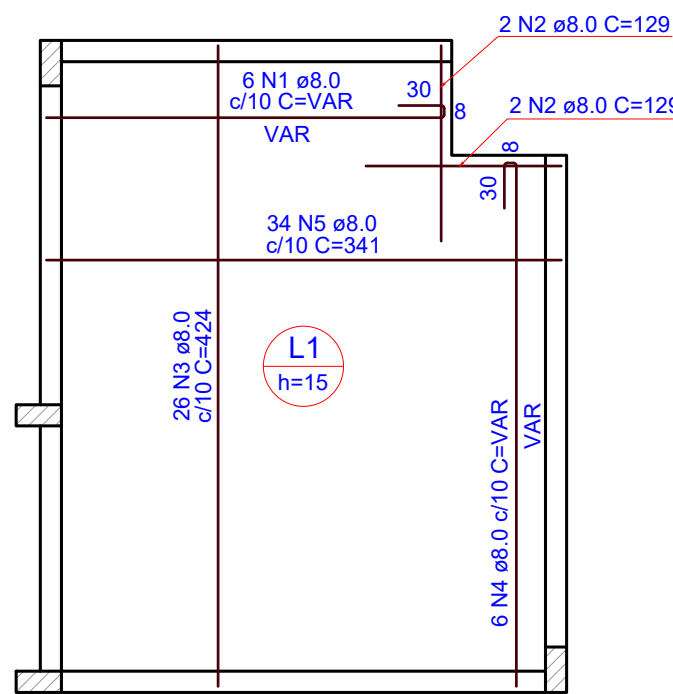 2 N2 ø8.0 C=129
6 N1 ø8.0
c/10 C=VAR
VAR
30
8
2 N2 ø8.0 C=129
8
30
34 N5 ø8.0
c/10 C=341
26 N3 ø8.0
c/10 C=424
L1
h=15
6 N4 ø8.0 c/10 C=VAR
VAR